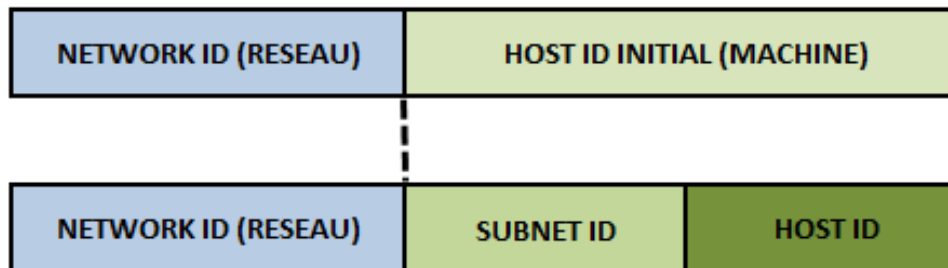 NETWORK ID (RESEAU) HOST ID INITIAL (MACHINE)
NETWORK ID (RESEAU) SUBNET ID HOST ID